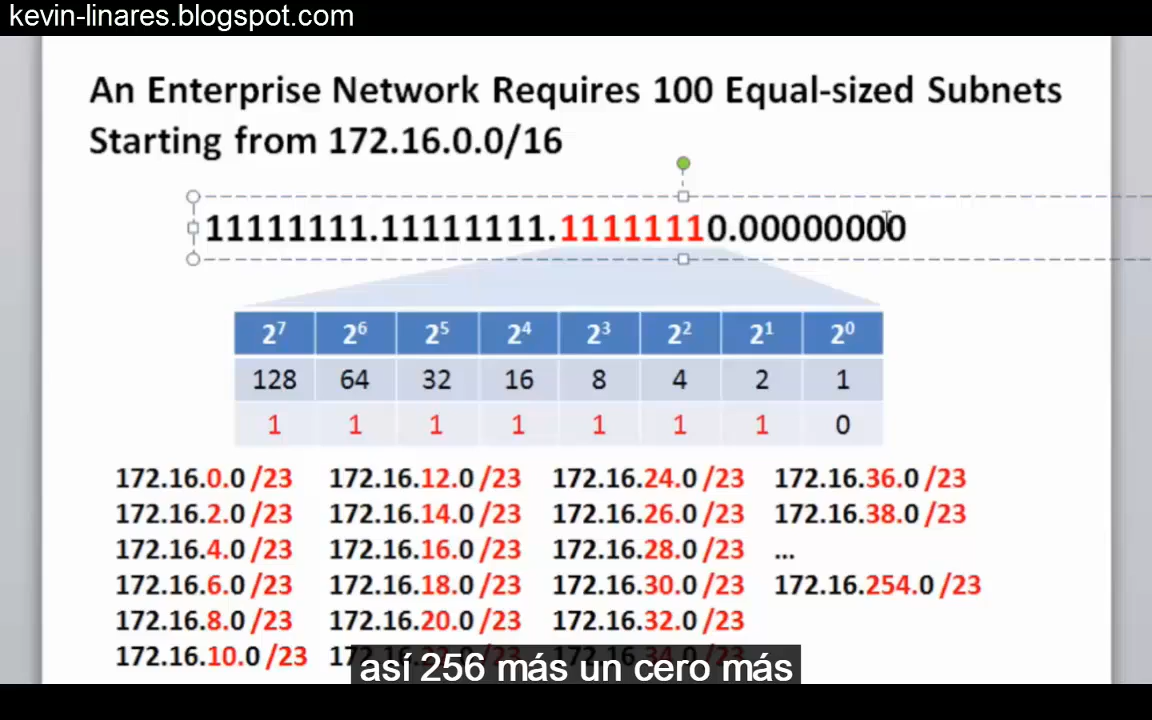 kevin-linares.blogspot.com
An Enterprise Network Requires 100 Equal-sized Subnets
Starting from 172.16.0.0/16
11111111.11111111.11111110.00000000
2⁷ 2⁶ 2⁵ 2⁴ 2³ 2² 2¹ 2⁰
128 64 32 16 8 4 2 1
1 1 1 1 1 1 1 0
172.16.0.0 /23 172.16.12.0 /23 172.16.24.0 /23 172.16.36.0 /23
172.16.2.0 /23 172.16.14.0 /23 172.16.26.0 /23 172.16.38.0 /23
172.16.4.0 /23 172.16.16.0 /23 172.16.28.0 /23 ...
172.16.6.0 /23 172.16.18.0 /23 172.16.30.0 /23 172.16.254.0 /23
172.16.8.0 /23 172.16.20.0 /23 172.16.32.0 /23
172.16.10.0 /23
así 256 más un cero más